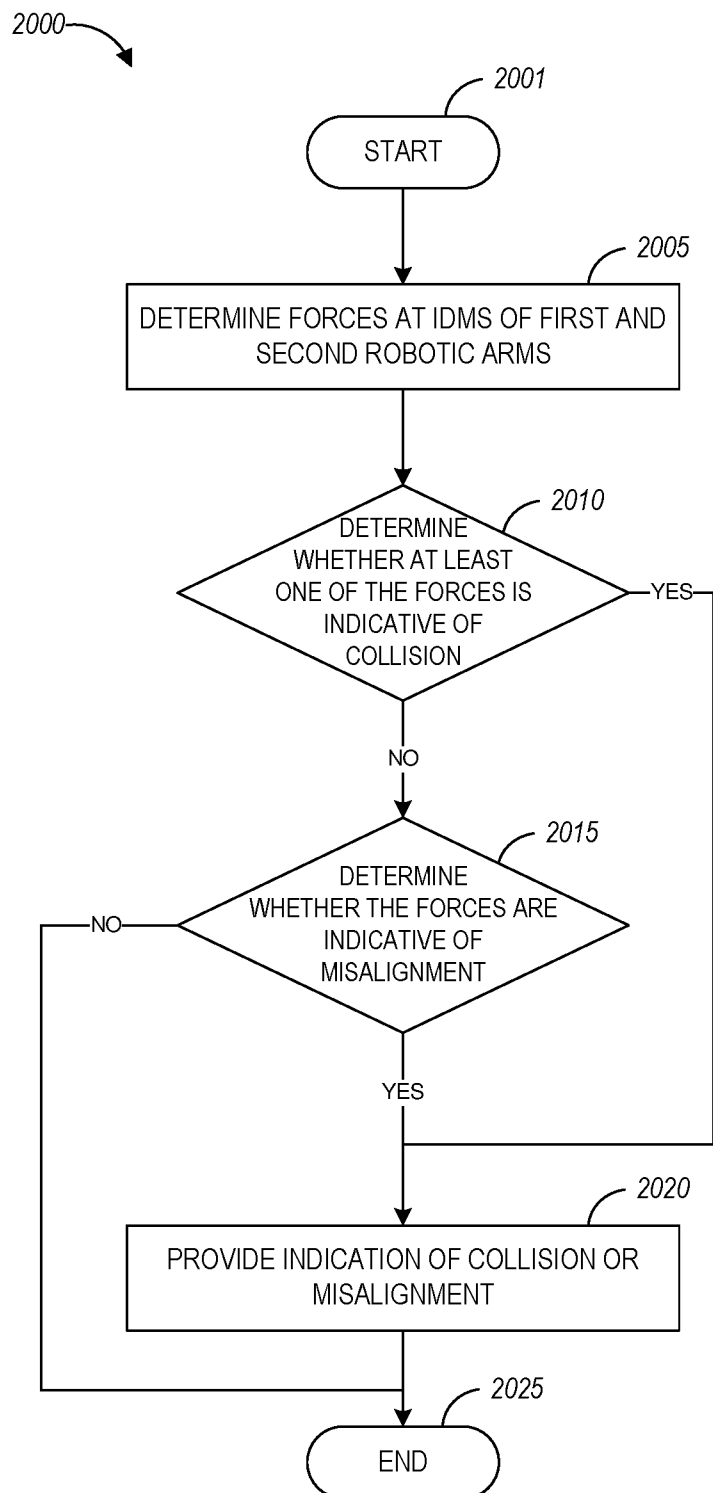 2000
2001
START
2005
DETERMINE FORCES AT IDMS OF FIRST AND
SECOND ROBOTIC ARMS
2010
DETERMINE
WHETHER AT LEAST
ONE OF THE FORCES IS
INDICATIVE OF
COLLISION
YES
NO
2015
DETERMINE
WHETHER THE FORCES ARE
INDICATIVE OF
MISALIGNMENT
NO
YES
2020
PROVIDE INDICATION OF COLLISION OR
MISALIGNMENT
2025
END